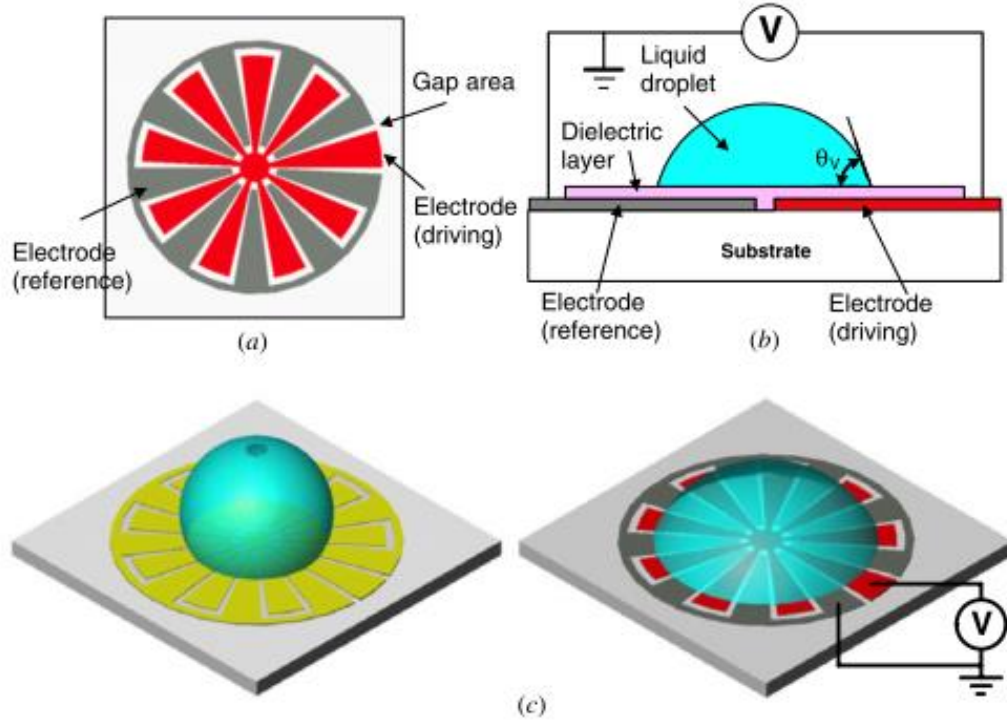 Gap area
Electrode
(driving)
Electrode
(reference)
(a)
V
Liquid
droplet
Dielectric
layer
θV
Substrate
Electrode
(reference)
Electrode
(driving)
(b)
V
(c)